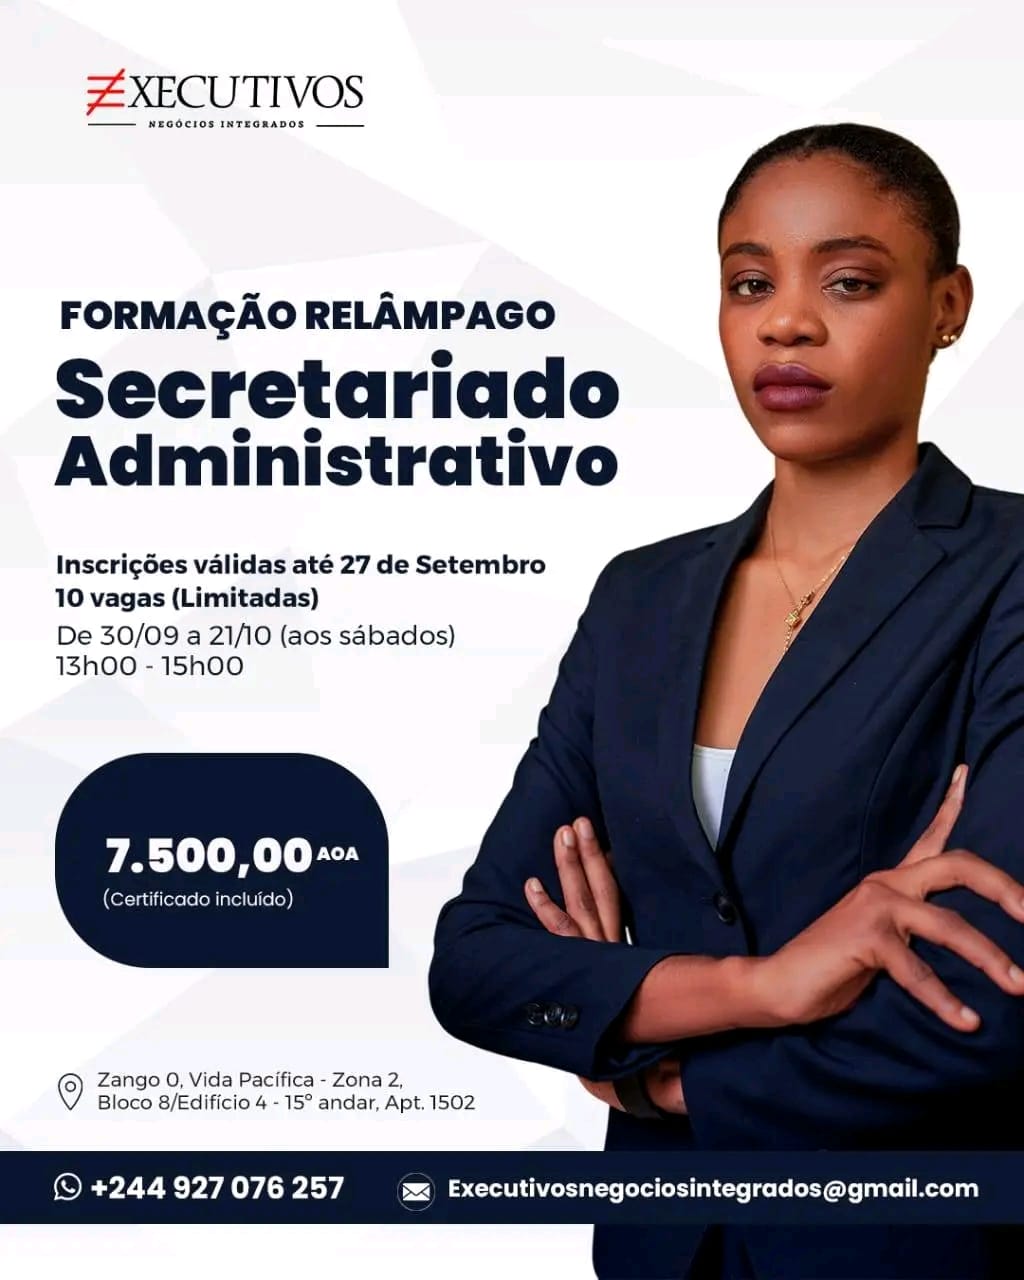 EXECUTIVOS
NEGÓCIOS INTEGRADOS
FORMAÇÃO RELÂMPAGO
Secretariado
Administrativo
Inscrições válidas até 27 de Setembro
10 vagas (Limitadas)
De 30/09 a 21/10 (aos sábados)
13h00 - 15h00
7.500,00 AOA
(Certificado incluído)
Zango 0, Vida Pacífica - Zona 2,
Bloco 8/Edifício 4 - 15º andar, Apt. 1502
+244 927 076 257
Executivosnegociosintegrados@gmail.com